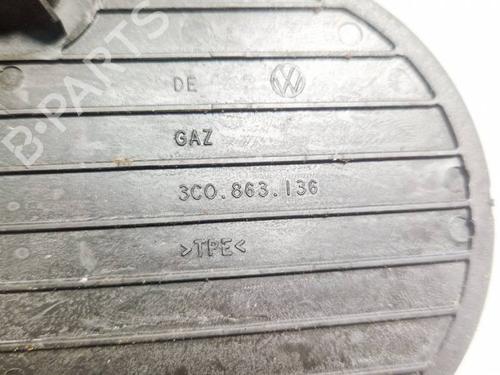 B-PARTS
DE
GAZ
3C0.863.136
>TPE<